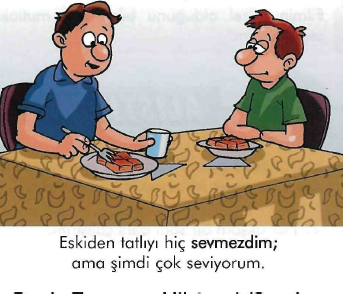 Eskiden tatlıyı hiç sevmezdim;
ama şimdi çok seviyorum.